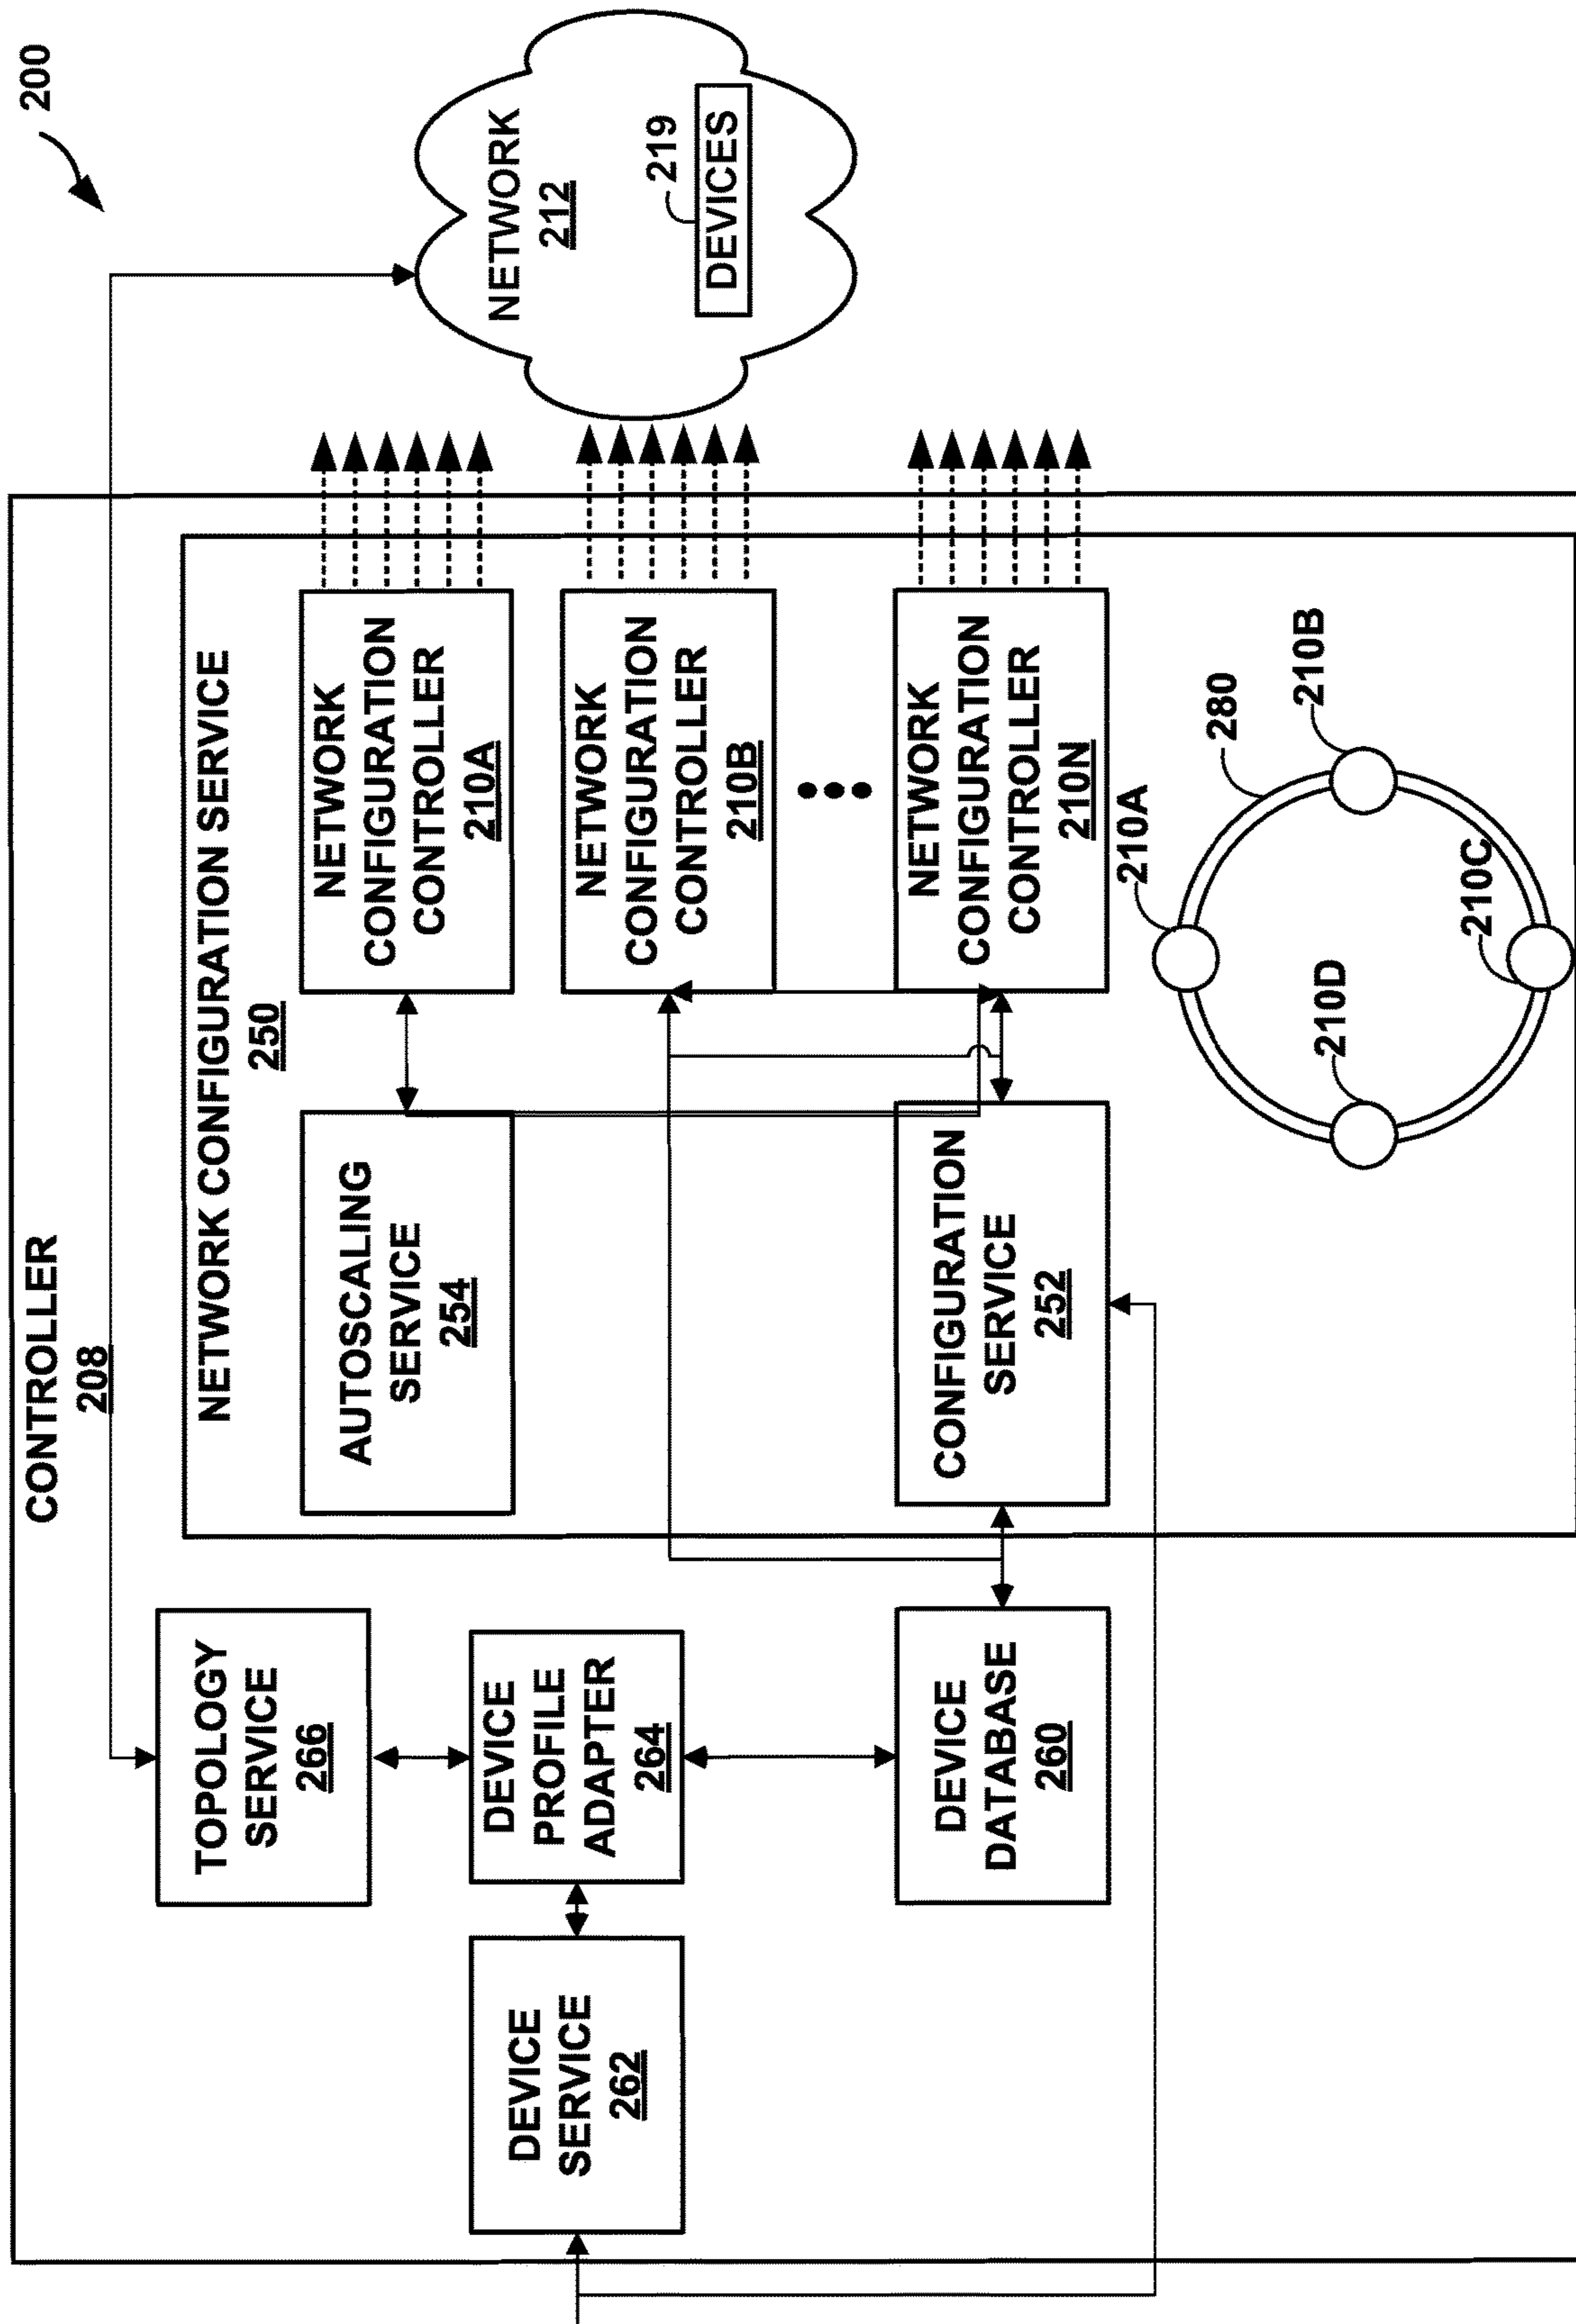 200
CONTROLLER
208
NETWORK CONFIGURATION SERVICE
250
TOPOLOGY
SERVICE
266
DEVICE
SERVICE
262
DEVICE
PROFILE
ADAPTER
264
DEVICE
DATABASE
260
AUTOSCALING
SERVICE
254
CONFIGURATION
SERVICE
252
NETWORK
CONFIGURATION
CONTROLLER
210A
NETWORK
CONFIGURATION
CONTROLLER
210B
NETWORK
CONFIGURATION
CONTROLLER
210N
NETWORK
212
219
DEVICES
210A
280
210B
210D
210C